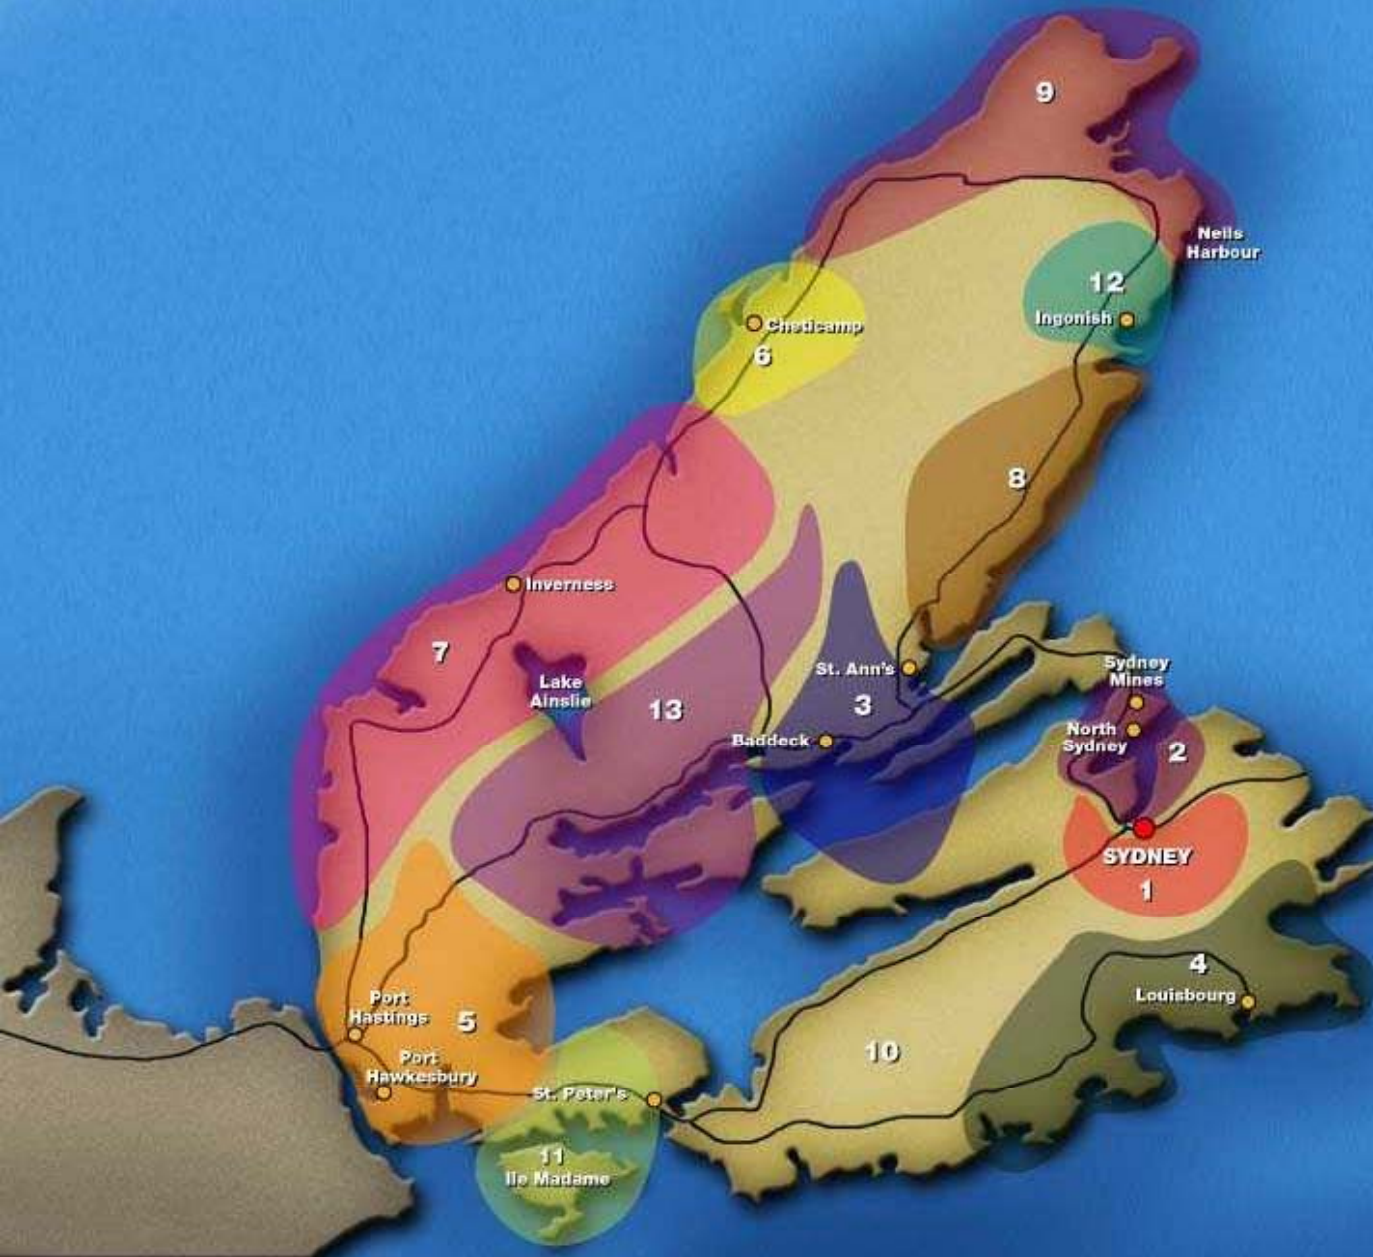 9
Neils
Harbour
12
Ingonish
Cheticamp
6
8
Inverness
7
Lake
Ainslie
13
St. Ann's
3
Baddeck
Sydney
Mines
North
Sydney
2
SYDNEY
1
4
Louisbourg
Port
Hastings
5
10
Port
Hawkesbury
St. Peter's
11
Ile Madame